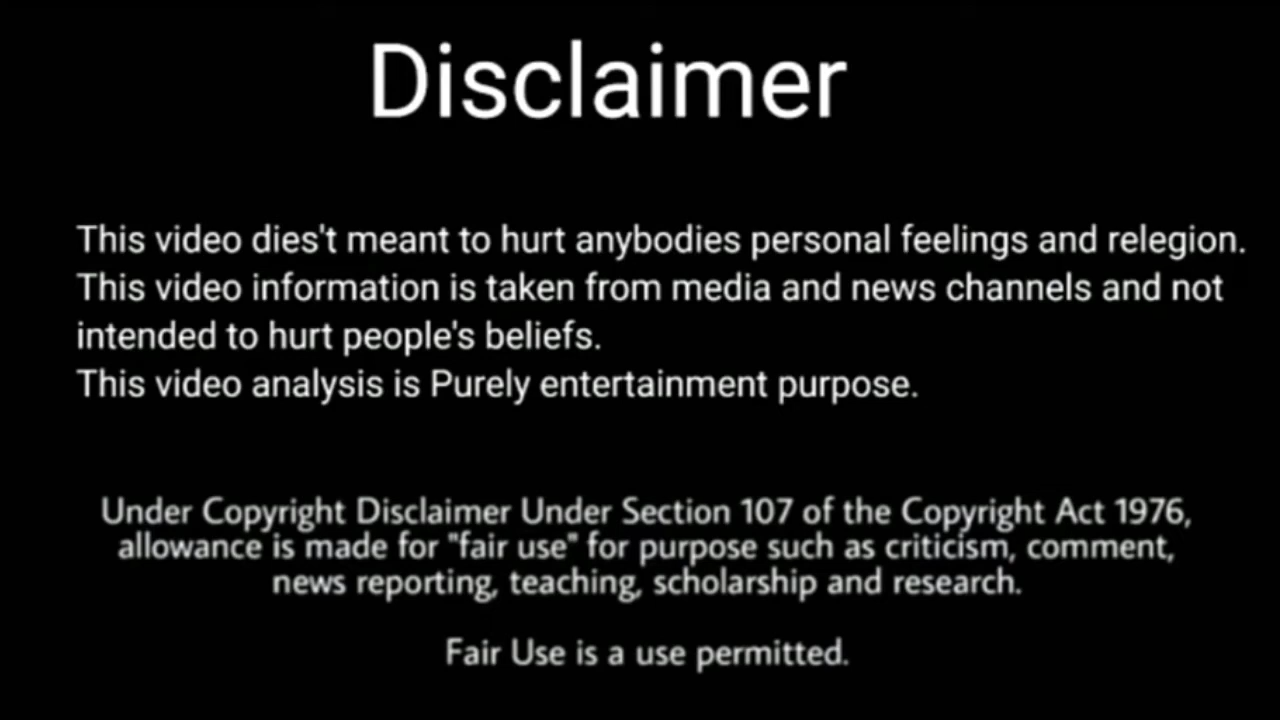 Disclaimer
This video dies't meant to hurt anybodies personal feelings and relegion.
This video information is taken from media and news channels and not
intended to hurt people's beliefs.
This video analysis is Purely entertainment purpose.
Under Copyright Disclaimer Under Section 107 of the Copyright Act 1976,
allowance is made for "fair use" for purpose such as criticism, comment,
news reporting, teaching, scholarship and research.
Fair Use is a use permitted.